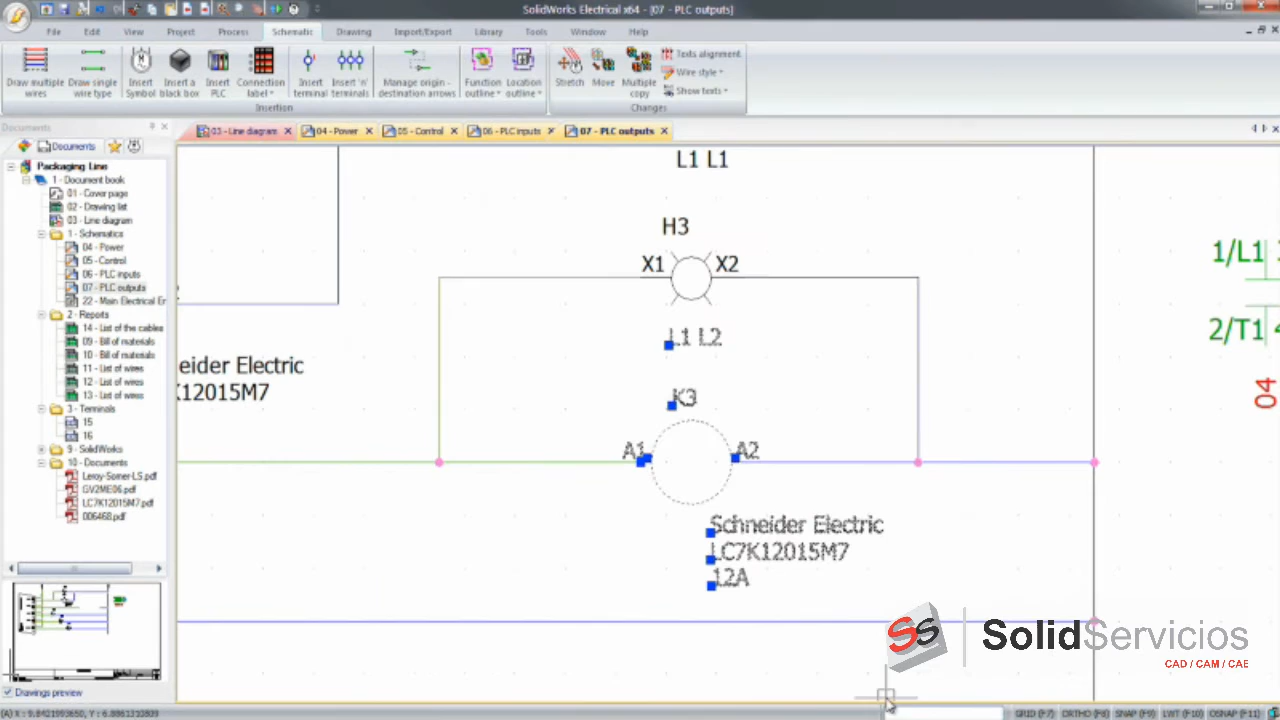 SolidWorks Electrical x64 - [07 - PLC outputs]
File Edit View Project Process Schematic Drawing Import/Export Library Tools Window Help
Draw multiple wires
Draw single wire type
Insert Symbol
Insert a black box
Insert PLC
Connection label
Insert terminal
Insert 'n' terminals
Manage origin - destination arrows
Function outline
Location outline
Stretch
Move
Multiple copy
Texts alignment
Wire style
Show texts
Insertion
Changes
Documents
03 - Line diagram
04 - Power
05 - Control
06 - PLC inputs
07 - PLC outputs
Documents
Packaging Line
1 - Document book
01 - Cover page
02 - Drawing list
03 - Line diagram
1 - Schematics
04 - Power
05 - Control
06 - PLC inputs
07 - PLC outputs
22 - Main Electrical En
2 - Reports
14 - List of the cables
09 - Bill of materials
10 - Bill of materials
11 - List of wires
12 - List of wires
13 - List of wires
3 - Terminals
15
16
9 - SolidWorks
10 - Documents
Leroy-Somer-LS.pdf
GV2ME06.pdf
LC7K12015M7.pdf
006468.pdf
Drawings preview
L1 L1
H3
X1 X2
L1 L2
K3
A1 A2
Schneider Electric
LC7K12015M7
12A
eider Electric
K12015M7
1/L1
2/T1
04
SS SolidServicios
CAD / CAM / CAE
GRID (F7) ORTHO (F8) SNAP (F9) LWT (F10) OSNAP (F11)